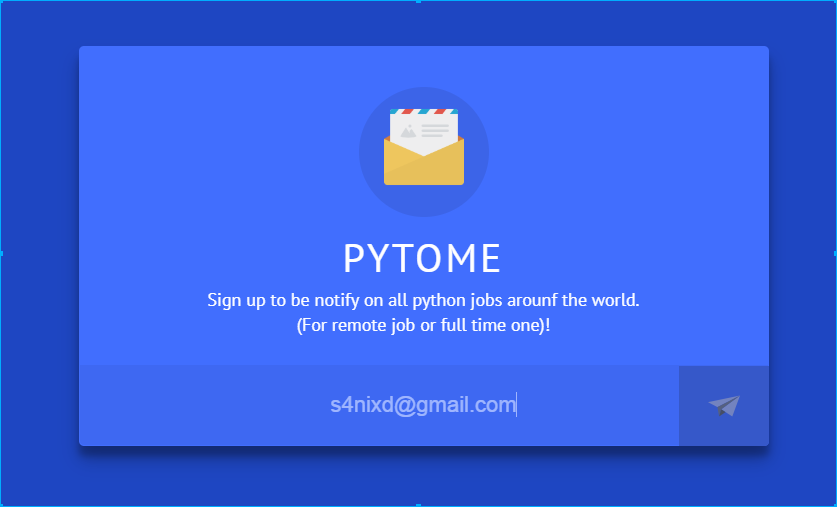 PYTOME
Sign up to be notify on all python jobs arounf the world.
(For remote job or full time one)!
s4nixd@gmail.com